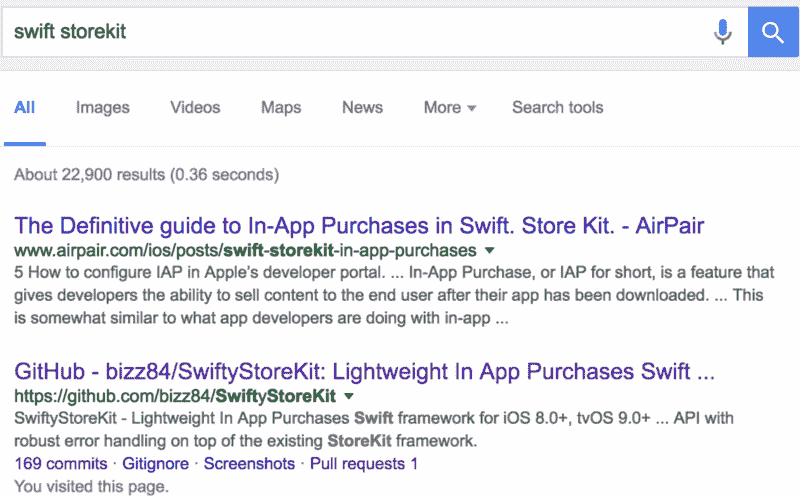 swift storekit
All Images Videos Maps News More Search tools
About 22,900 results (0.36 seconds)
The Definitive guide to In-App Purchases in Swift. Store Kit. - AirPair
www.airpair.com/ios/posts/swift-storekit-in-app-purchases
5 How to configure IAP in Apple's developer portal. ... In-App Purchase, or IAP for short, is a feature that
gives developers the ability to sell content to the end user after their app has been downloaded. ... This
is somewhat similar to what app developers are doing with in-app ...
GitHub - bizz84/SwiftyStoreKit: Lightweight In App Purchases Swift ...
https://github.com/bizz84/SwiftyStoreKit
SwiftyStoreKit - Lightweight In App Purchases Swift framework for iOS 8.0+, tvOS 9.0+ ... API with
robust error handling on top of the existing StoreKit framework.
169 commits · Gitignore · Screenshots · Pull requests 1
You visited this page.